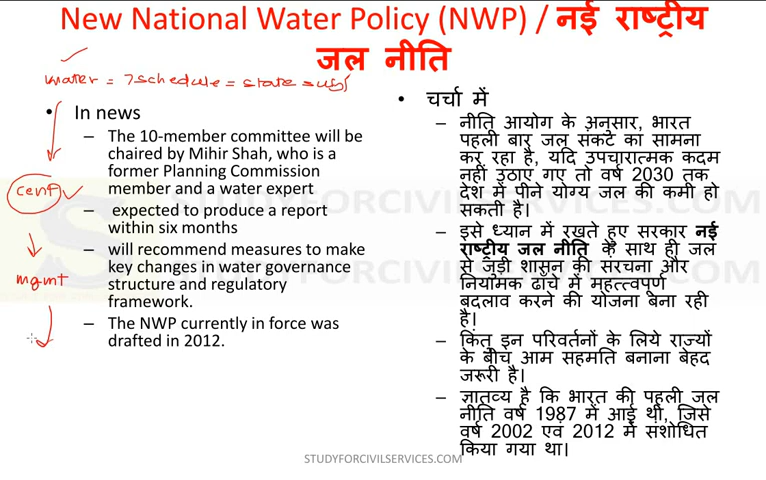 New National Water Policy (NWP) / नई राष्ट्रीय
जल नीति
water = 7 schedule = state subj
• In news
– The 10-member committee will be
chaired by Mihir Shah, who is a
former Planning Commission
member and a water expert
– expected to produce a report
within six months
– will recommend measures to make
key changes in water governance
structure and regulatory
framework.
– The NWP currently in force was
drafted in 2012.
cent
mgmt
• चर्चा में
– नीति आयोग के अनुसार, भारत
पहली बार जल संकट का सामना
कर रहा है, यदि उपचारात्मक कदम
नहीं उठाए गए तो वर्ष 2030 तक
देश में पीने योग्य जल की कमी हो
सकती है।
– इसे ध्यान में रखते हुए सरकार नई
राष्ट्रीय जल नीति के साथ ही जल
से जुड़ी शासन की संरचना और
नियामक ढाँचे में महत्त्वपूर्ण
बदलाव करने की योजना बना रही
है।
– किंतु इन परिवर्तनों के लिये राज्यों
के बीच आम सहमति बनाना बेहद
जरूरी है।
– ज्ञातव्य है कि भारत की पहली जल
नीति वर्ष 1987 में आई थी, जिसे
वर्ष 2002 एवं 2012 में संशोधित
किया गया था।
STUDYFORCIVILSERVICES.COM